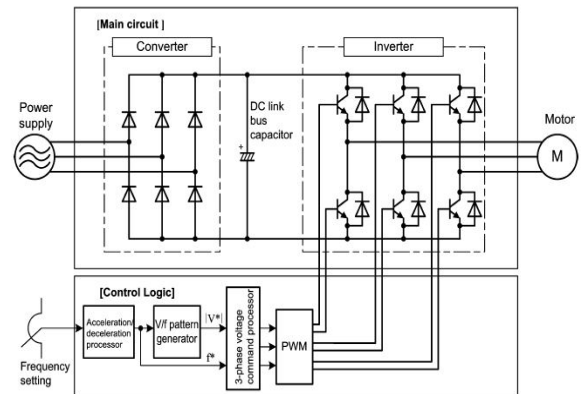 [Main circuit ]
Converter
Inverter
Power
supply
DC link
bus
capacitor
+
Motor
M
[Control Logic]
Acceleration/
deceleration
processor
V/f pattern
generator
|V*|
f*
3-phase voltage
command processor
PWM
Frequency
setting